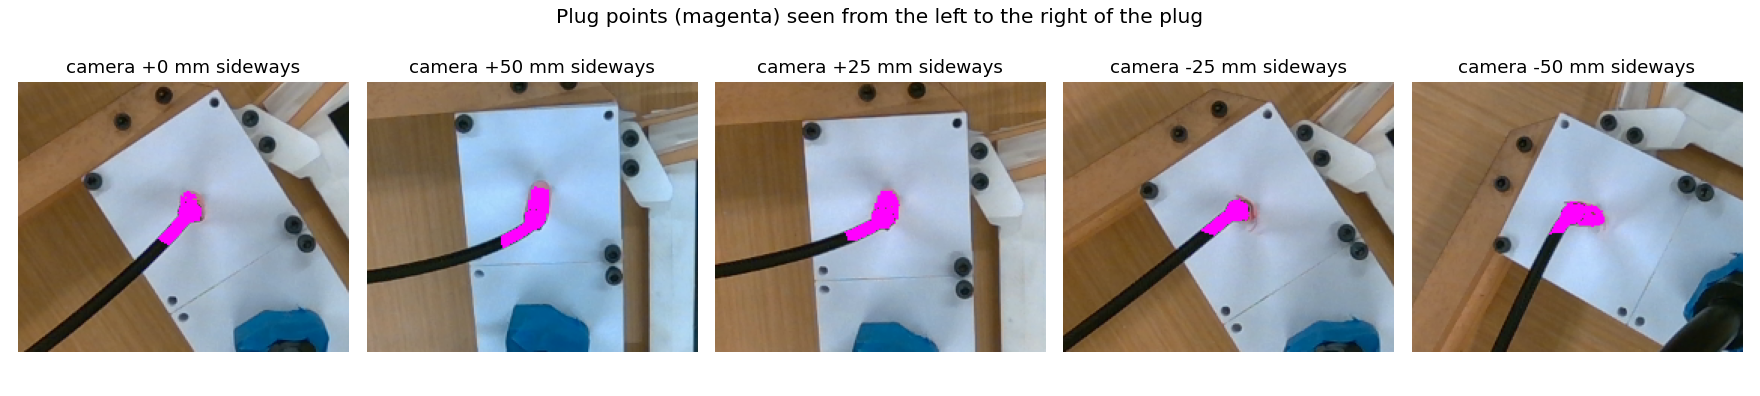 Plug points (magenta) seen from the left to the right of the plug
camera +0 mm sideways
camera +50 mm sideways
camera +25 mm sideways
camera -25 mm sideways
camera -50 mm sideways